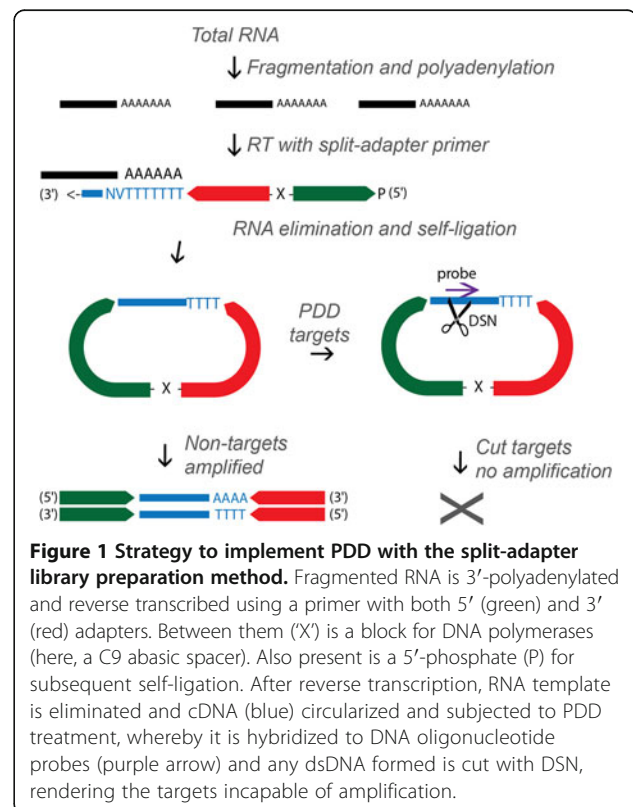 Total RNA
↓ Fragmentation and polyadenylation
AAAAAAA AAAAAAA AAAAAAA
↓ RT with split-adapter primer
AAAAAA
(3') <- NVTTTTTTT - X - P(5')
RNA elimination and self-ligation
probe
TTTT PDD TTTT
targets DSN
- X - - X -
Non-targets Cut targets
amplified no amplification
(5') AAAA (3')
(3') TTTT (5')
Figure 1 Strategy to implement PDD with the split-adapter
library preparation method. Fragmented RNA is 3′-polyadenylated
and reverse transcribed using a primer with both 5′ (green) and 3′
(red) adapters. Between them (‘X’) is a block for DNA polymerases
(here, a C9 abasic spacer). Also present is a 5′-phosphate (P) for
subsequent self-ligation. After reverse transcription, RNA template
is eliminated and cDNA (blue) circularized and subjected to PDD
treatment, whereby it is hybridized to DNA oligonucleotide
probes (purple arrow) and any dsDNA formed is cut with DSN,
rendering the targets incapable of amplification.